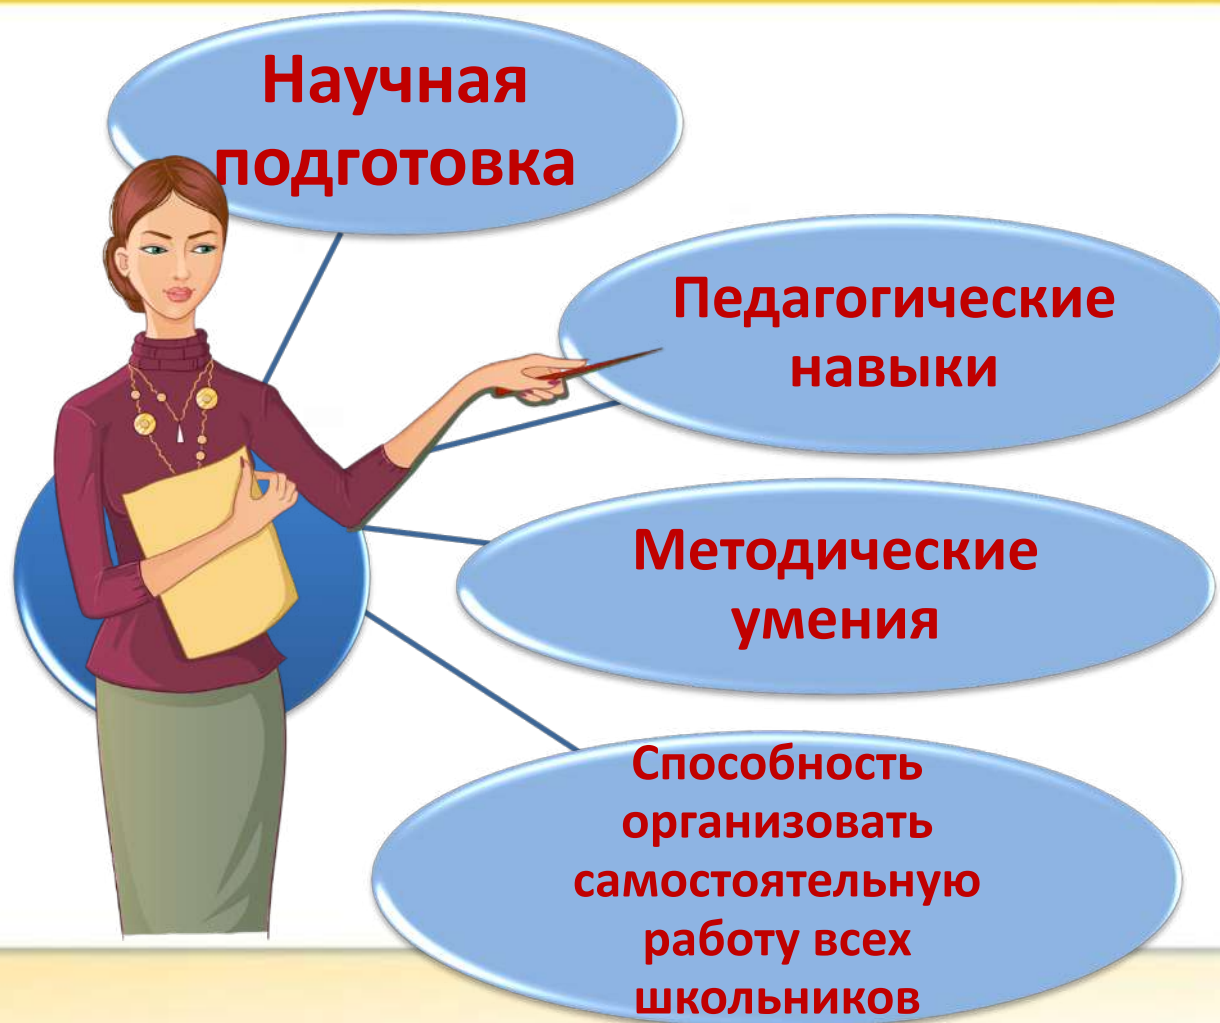 Научная
подготовка
Педагогические
навыки
Методические
умения
Способность
организовать
самостоятельную
работу всех
школьников